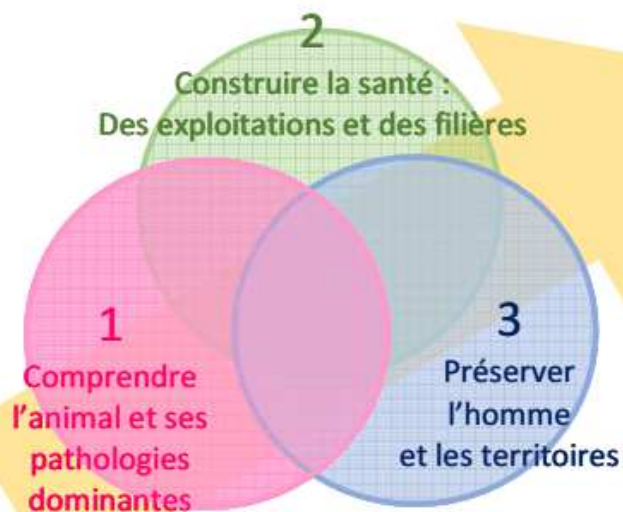 2
Construire la santé :
Des exploitations et des filières
1
Comprendre
l'animal et ses
pathologies
dominantes
3
Préserver
l'homme
et les territoires